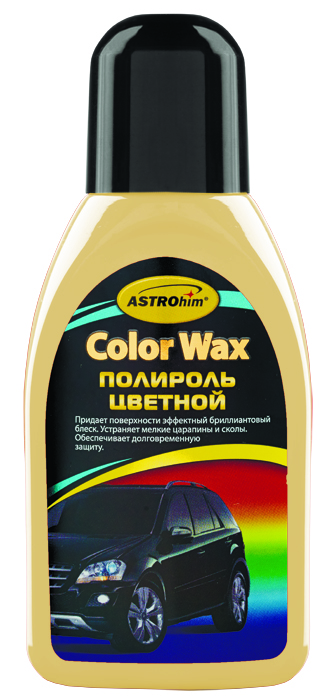 ASTROhim®
Color Wax
ПОЛИРОЛЬ
ЦВЕТНОЙ
Придает поверхности эффектный бриллиантовый
блеск. Устраняет мелкие царапины и сколы.
Обеспечивает долговременную
защиту.